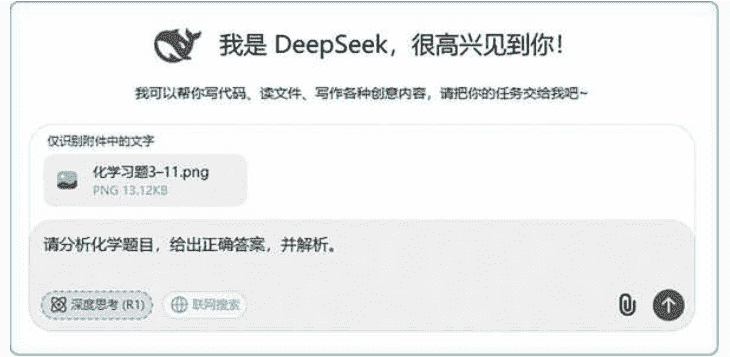 我是 DeepSeek，很高兴见到你！
我可以帮你写代码、读文件、写作各种创意内容，请把你的任务交给我吧~
仅识别附件中的文字
化学习题3-11.png
PNG 13.12KB
请分析化学题目，给出正确答案，并解析。
深度思考 (R1) 联网搜索